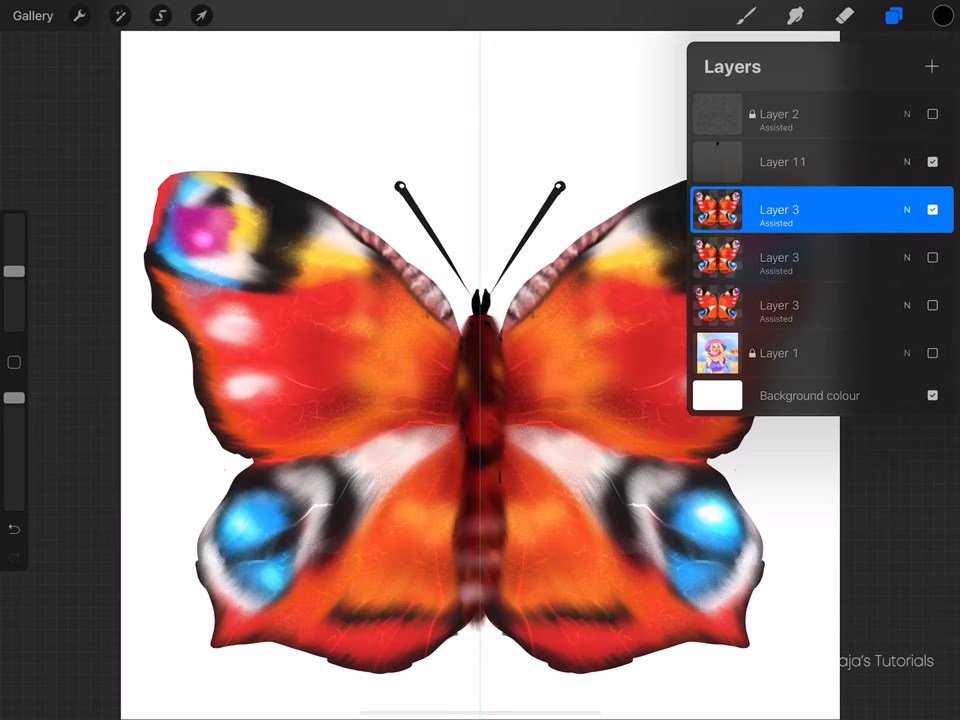 Gallery
Layers
Layer 2
N
Assisted
Layer 11
N
Layer 3
N
Assisted
Layer 3
N
Assisted
Layer 3
N
Assisted
Layer 1
N
Background colour
aja's Tutorials